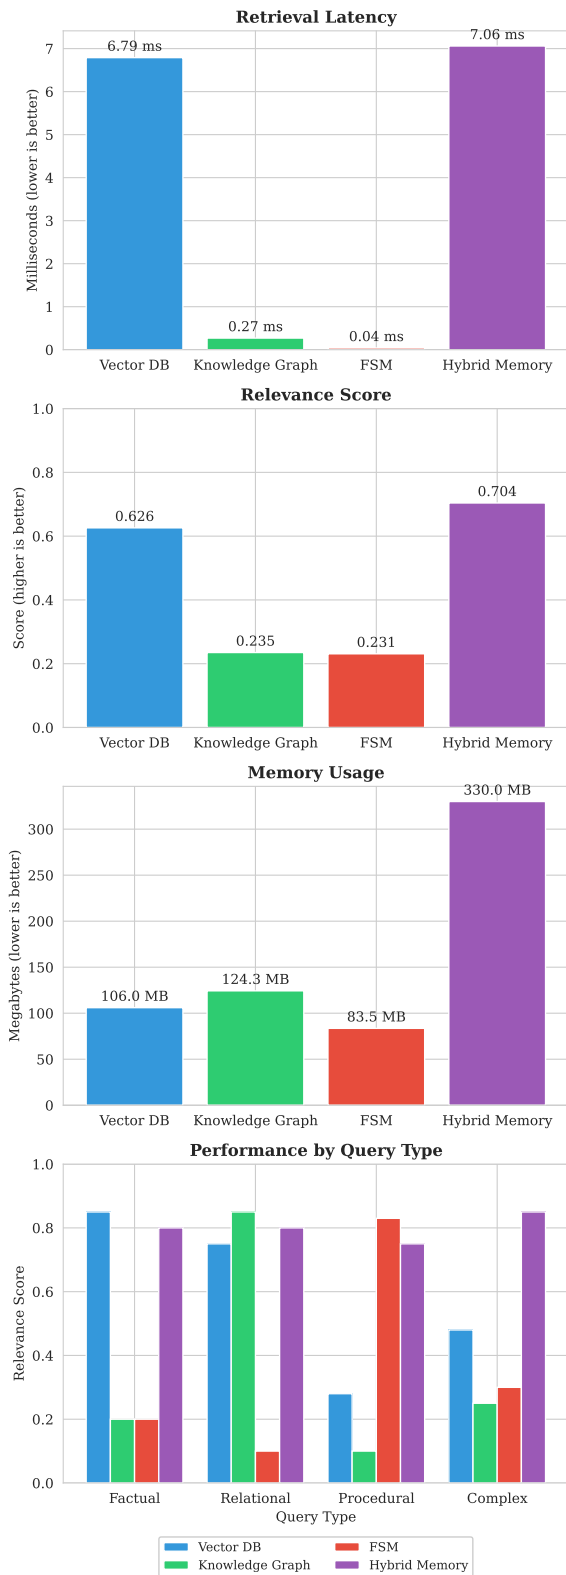 Retrieval Latency
Milliseconds (lower is better)
7
6
5
4
3
2
1
0
6.79 ms
0.27 ms
0.04 ms
7.06 ms
Vector DB Knowledge Graph FSM Hybrid Memory
Relevance Score
Score (higher is better)
1.0
0.8
0.6
0.4
0.2
0.0
0.626
0.235
0.231
0.704
Vector DB Knowledge Graph FSM Hybrid Memory
Memory Usage
Megabytes (lower is better)
300
250
200
150
100
50
0
106.0 MB
124.3 MB
83.5 MB
330.0 MB
Vector DB Knowledge Graph FSM Hybrid Memory
Performance by Query Type
Relevance Score
1.0
0.8
0.6
0.4
0.2
0.0
Factual Relational Procedural Complex
Query Type
Vector DB
Knowledge Graph
FSM
Hybrid Memory